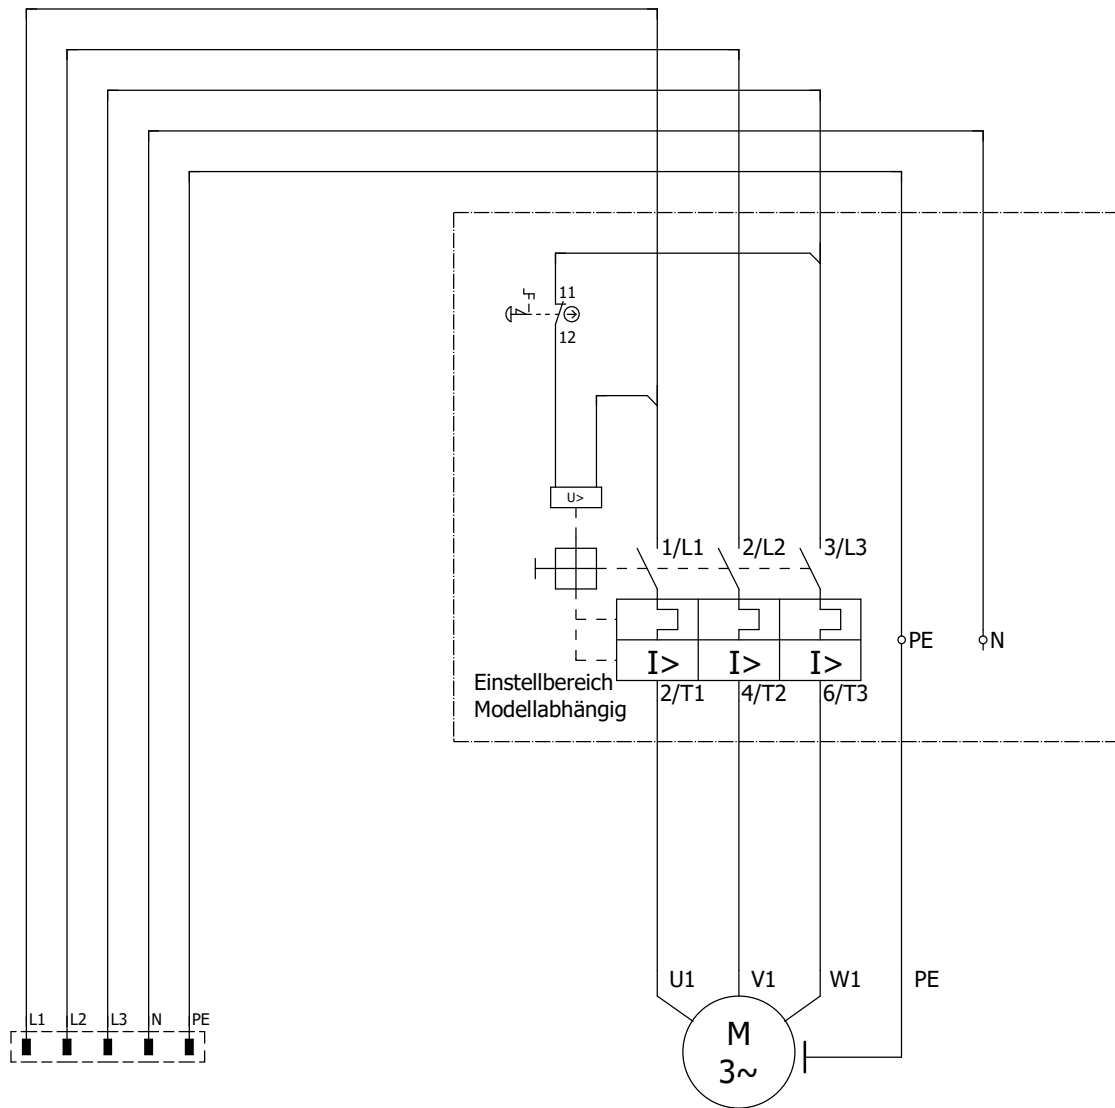 11
12
U>
1/L1 2/L2 3/L3
PE N
I> I> I>
Einstellbereich
Modellabhängig
2/T1 4/T2 6/T3
U1 V1 W1 PE
L1 L2 L3 N PE
M
3~